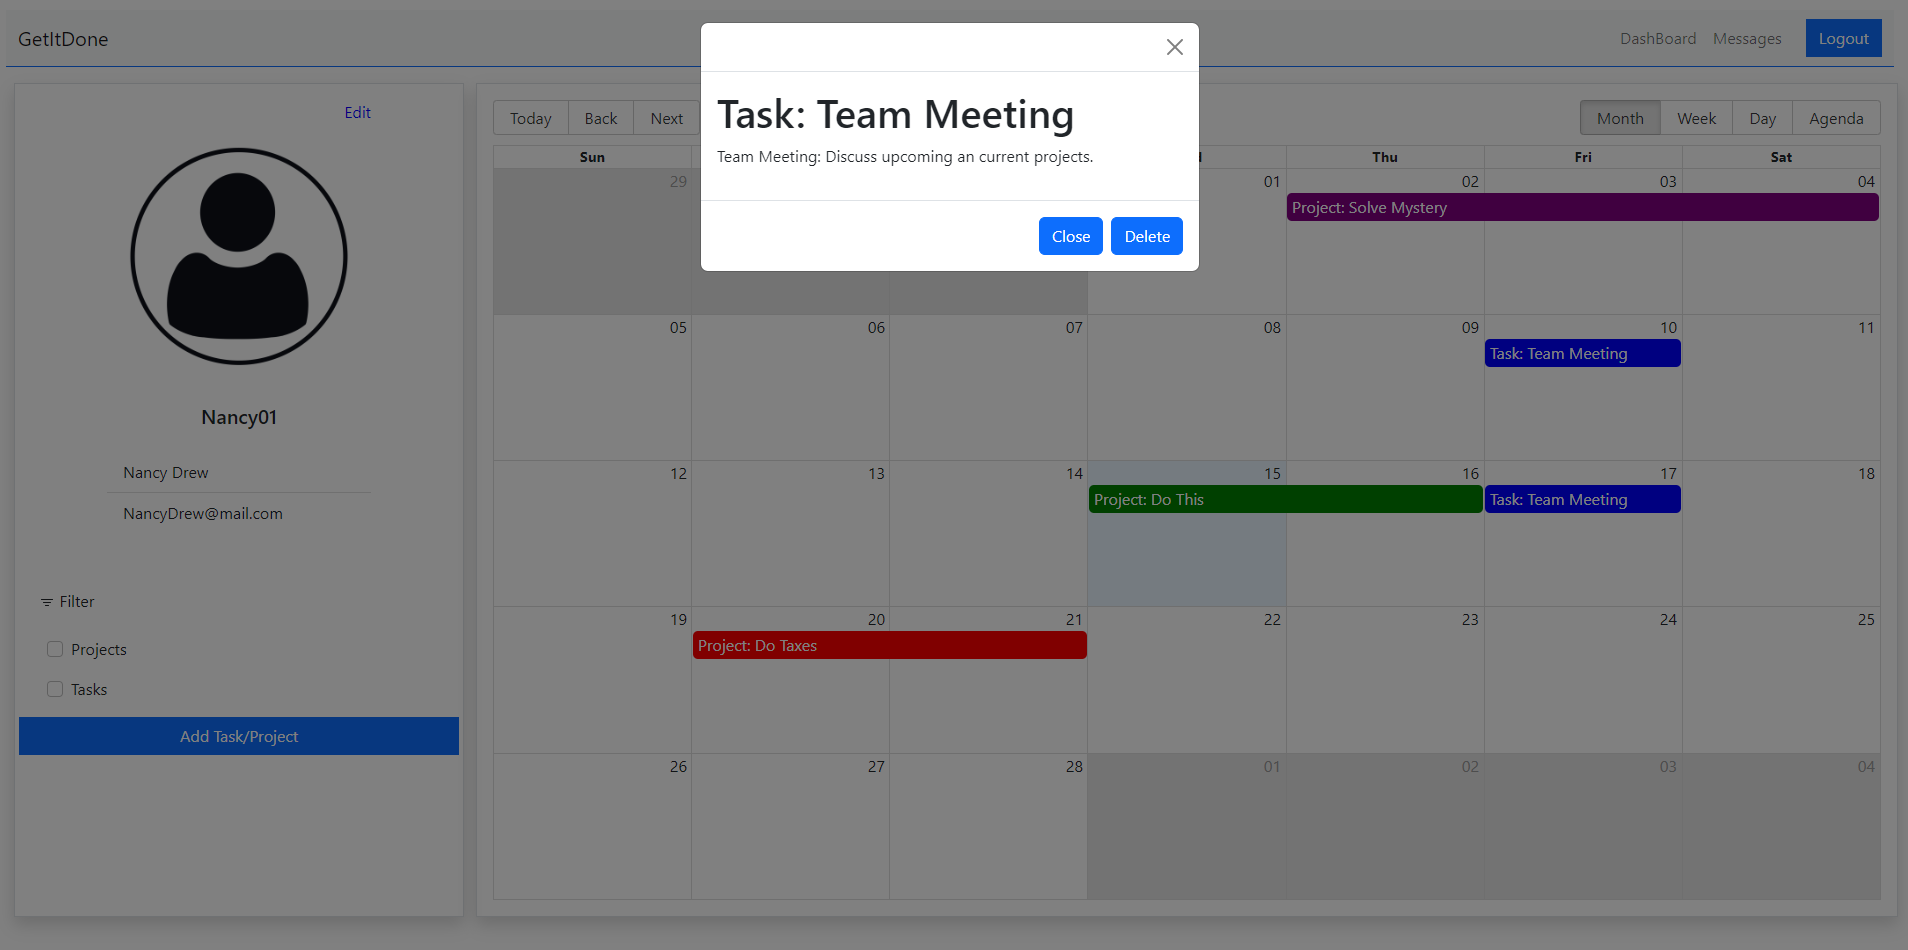 GetItDone
DashBoard
Messages
Logout
Task: Team Meeting
Team Meeting: Discuss upcoming an current projects.
Close
Delete
Edit
Nancy01
Nancy Drew
NancyDrew@mail.com
Filter
Projects
Tasks
Add Task/Project
Today Back Next
Month Week Day Agenda
Sun Thu Fri Sat
29 01 02 03 04
Project: Solve Mystery
05 06 07 08 09 10 11
Task: Team Meeting
12 13 14 15 16 17 18
Project: Do This
Task: Team Meeting
19 20 21 22 23 24 25
Project: Do Taxes
26 27 28 01 02 03 04